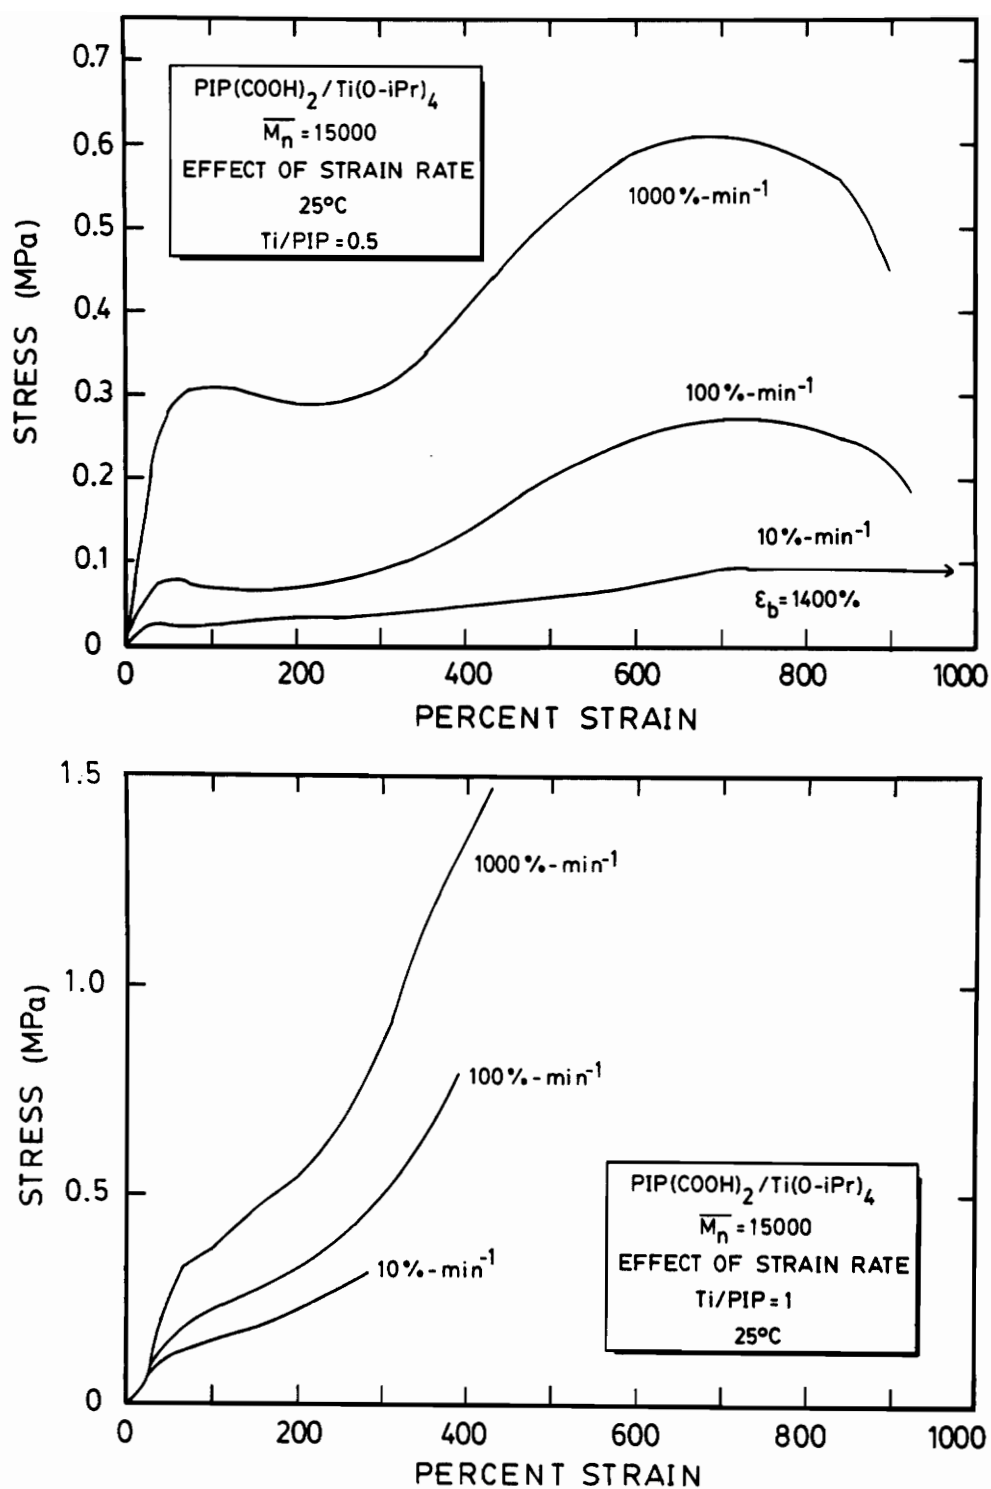 0.7
0.6
0.5
0.4
0.3
0.2
0.1
0
STRESS (MPa)
PIP(COOH)₂/Ti(O-iPr)₄
M̅n̅ = 15000
EFFECT OF STRAIN RATE
25°C
Ti/PIP = 0.5
1000%-min⁻¹
100%-min⁻¹
10%-min⁻¹
εb = 1400%
0 200 400 600 800 1000
PERCENT STRAIN
1.5
1.0
0.5
0
STRESS (MPa)
1000%-min⁻¹
100%-min⁻¹
10%-min⁻¹
PIP(COOH)₂/Ti(O-iPr)₄
M̅n̅ = 15000
EFFECT OF STRAIN RATE
Ti/PIP = 1
25°C
0 200 400 600 800 1000
PERCENT STRAIN